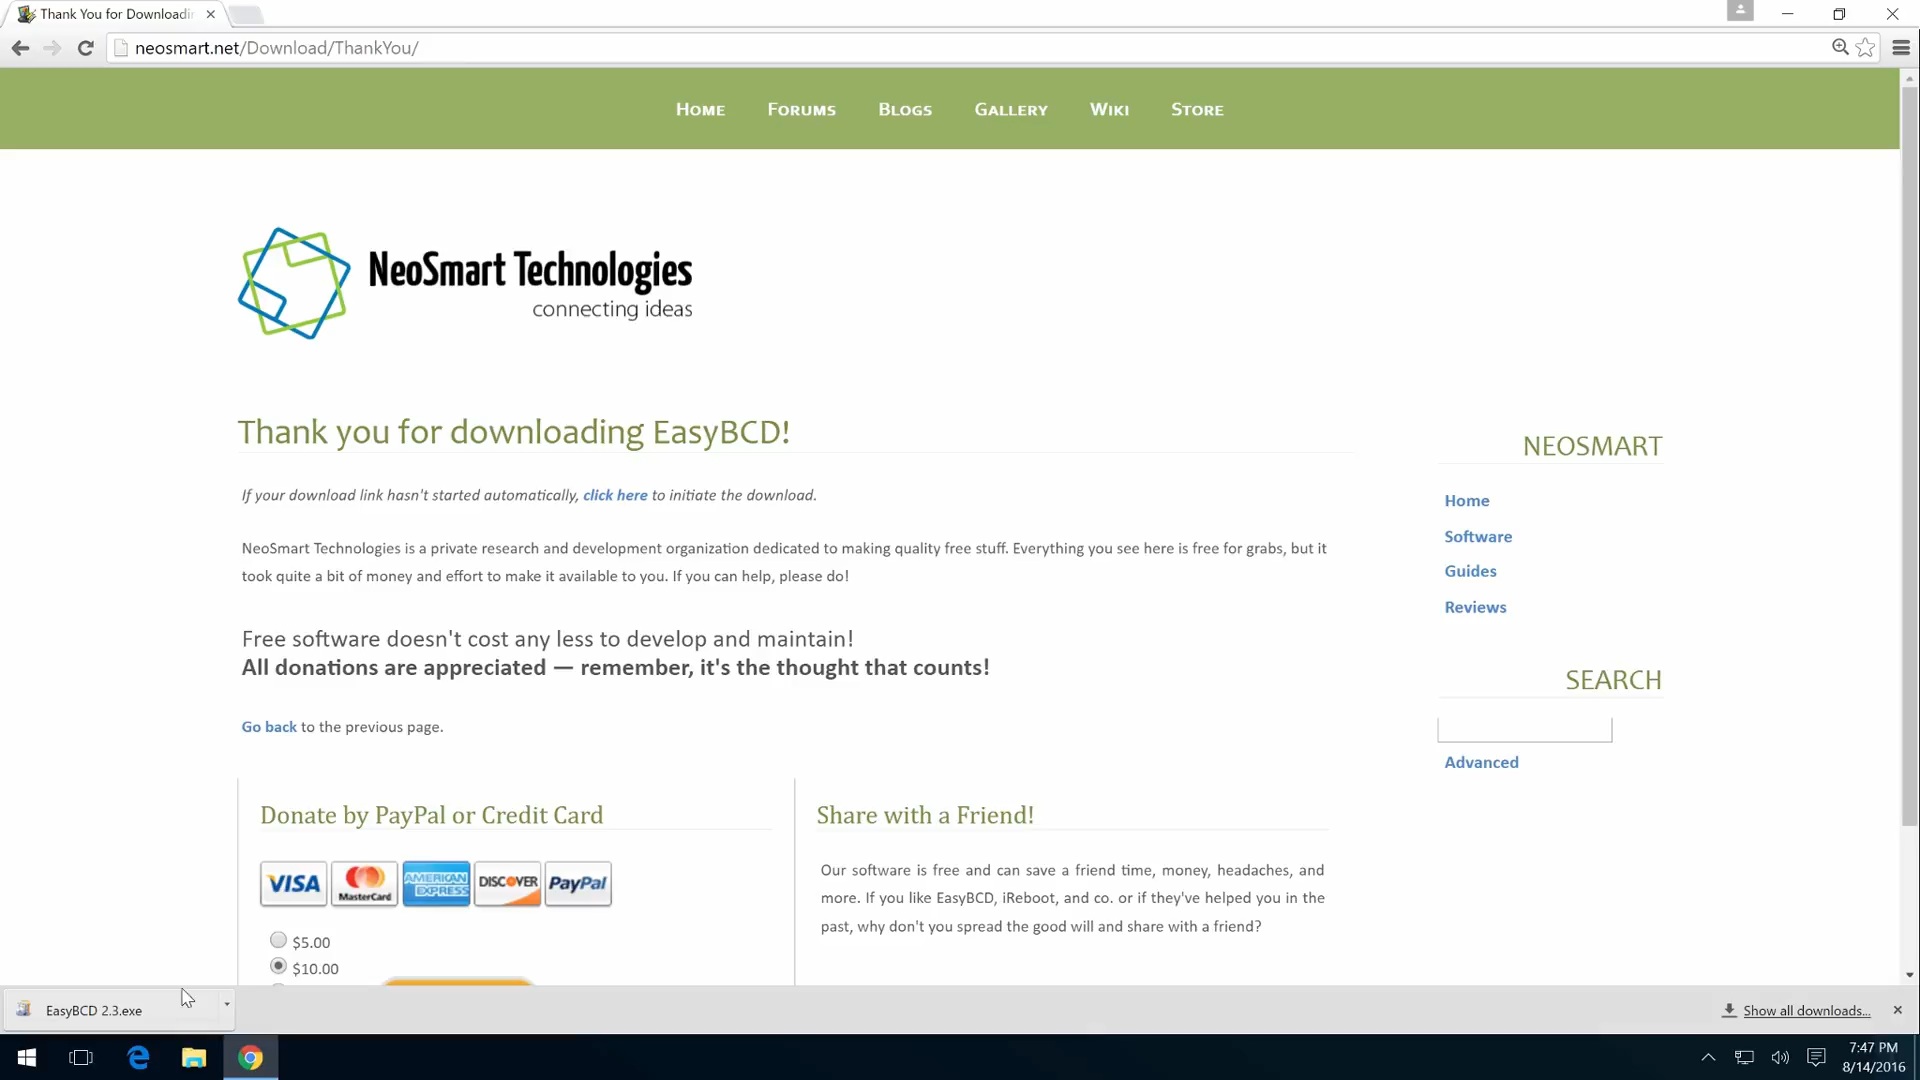 Thank You for Downloadin
neosmart.net/Download/ThankYou/
Home Forums Blogs Gallery Wiki Store
NeoSmart Technologies
connecting ideas
Thank you for downloading EasyBCD!
If your download link hasn't started automatically, click here to initiate the download.
NeoSmart Technologies is a private research and development organization dedicated to making quality free stuff. Everything you see here is free for grabs, but it
took quite a bit of money and effort to make it available to you. If you can help, please do!
Free software doesn't cost any less to develop and maintain!
All donations are appreciated — remember, it's the thought that counts!
Go back to the previous page.
NEOSMART
Home
Software
Guides
Reviews
SEARCH
Advanced
Donate by PayPal or Credit Card
VISA MasterCard AMERICAN EXPRESS DISCOVER PayPal
$5.00
$10.00
Share with a Friend!
Our software is free and can save a friend time, money, headaches, and
more. If you like EasyBCD, iReboot, and co. or if they've helped you in the
past, why don't you spread the good will and share with a friend?
EasyBCD 2.3.exe
Show all downloads...
7:47 PM
8/14/2016